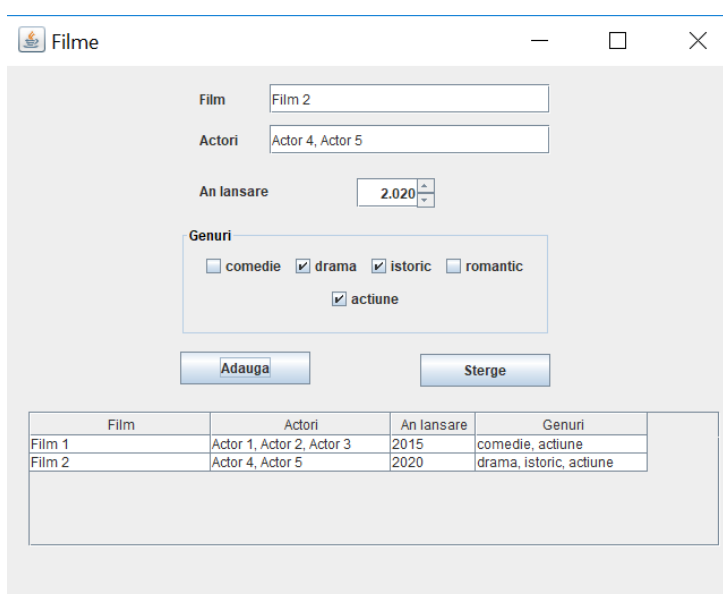 Filme
Film Film 2
Actori Actor 4, Actor 5
An lansare 2.020
Genuri
comedie drama istoric romantic
actiune
Adauga Sterge
Film Actori An lansare Genuri
Film 1 Actor 1, Actor 2, Actor 3 2015 comedie, actiune
Film 2 Actor 4, Actor 5 2020 drama, istoric, actiune